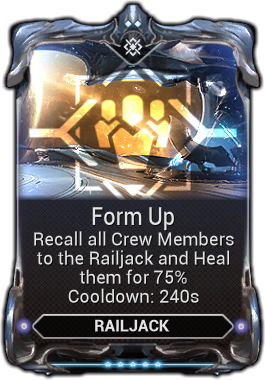 Form Up
Recall all Crew Members
to the Railjack and Heal
them for 75%
Cooldown: 240s
RAILJACK